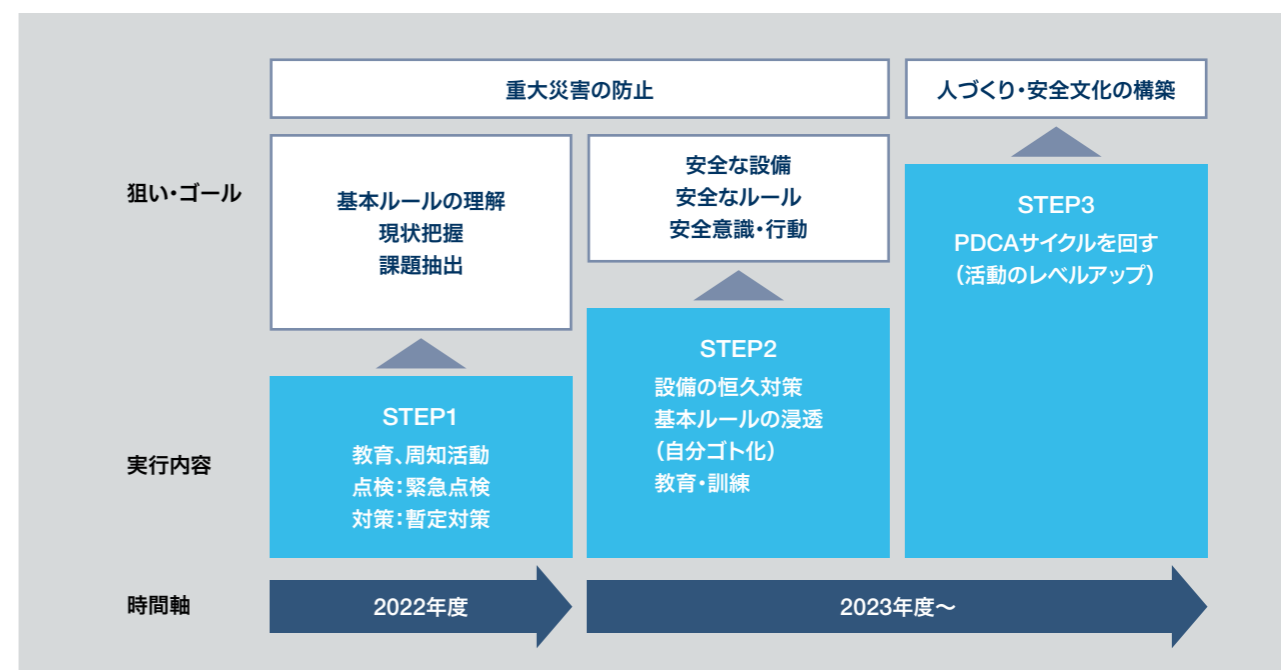 重大災害の防止
人づくり・安全文化の構築
狙い・ゴール
基本ルールの理解
現状把握
課題抽出
安全な設備
安全なルール
安全意識・行動
STEP3
PDCAサイクルを回す
（活動のレベルアップ）
実行内容
STEP1
教育、周知活動
点検：緊急点検
対策：暫定対策
STEP2
設備の恒久対策
基本ルールの浸透
（自分ゴト化）
教育・訓練
時間軸
2022年度
2023年度～